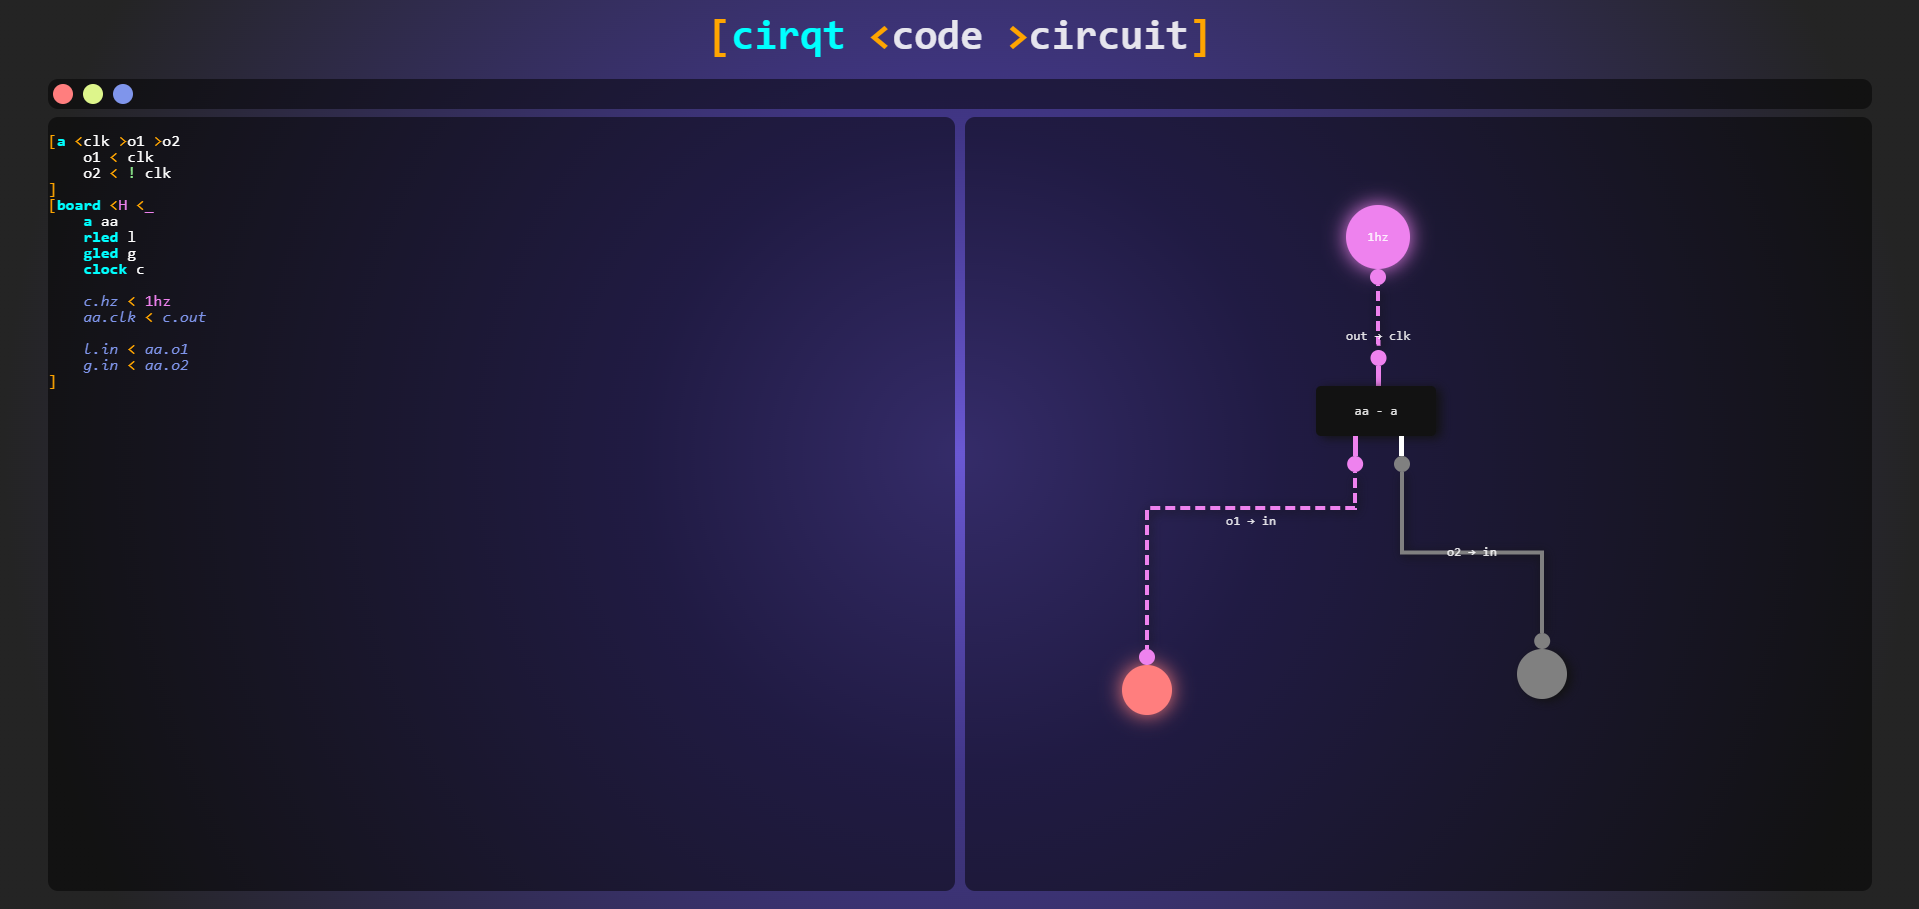 [cirqt <code >circuit]
[a <clk >o1 >o2
    o1 < clk
    o2 < ! clk
]
[board <H <_
    a aa
    rled l
    gled g
    clock c
    c.hz < 1hz
    aa.clk < c.out
    l.in < aa.o1
    g.in < aa.o2
]
1hz
out → clk
aa - a
o1 → in
o2 → in